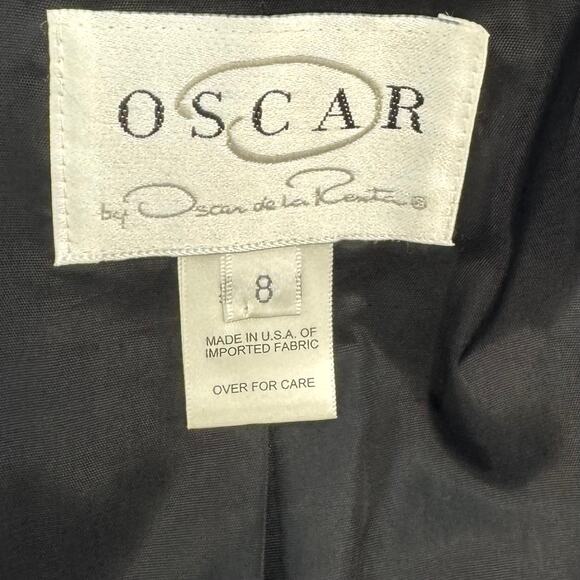 OSCAR
by Oscar de la Renta ®
8
MADE IN U.S.A. OF
IMPORTED FABRIC
OVER FOR CARE